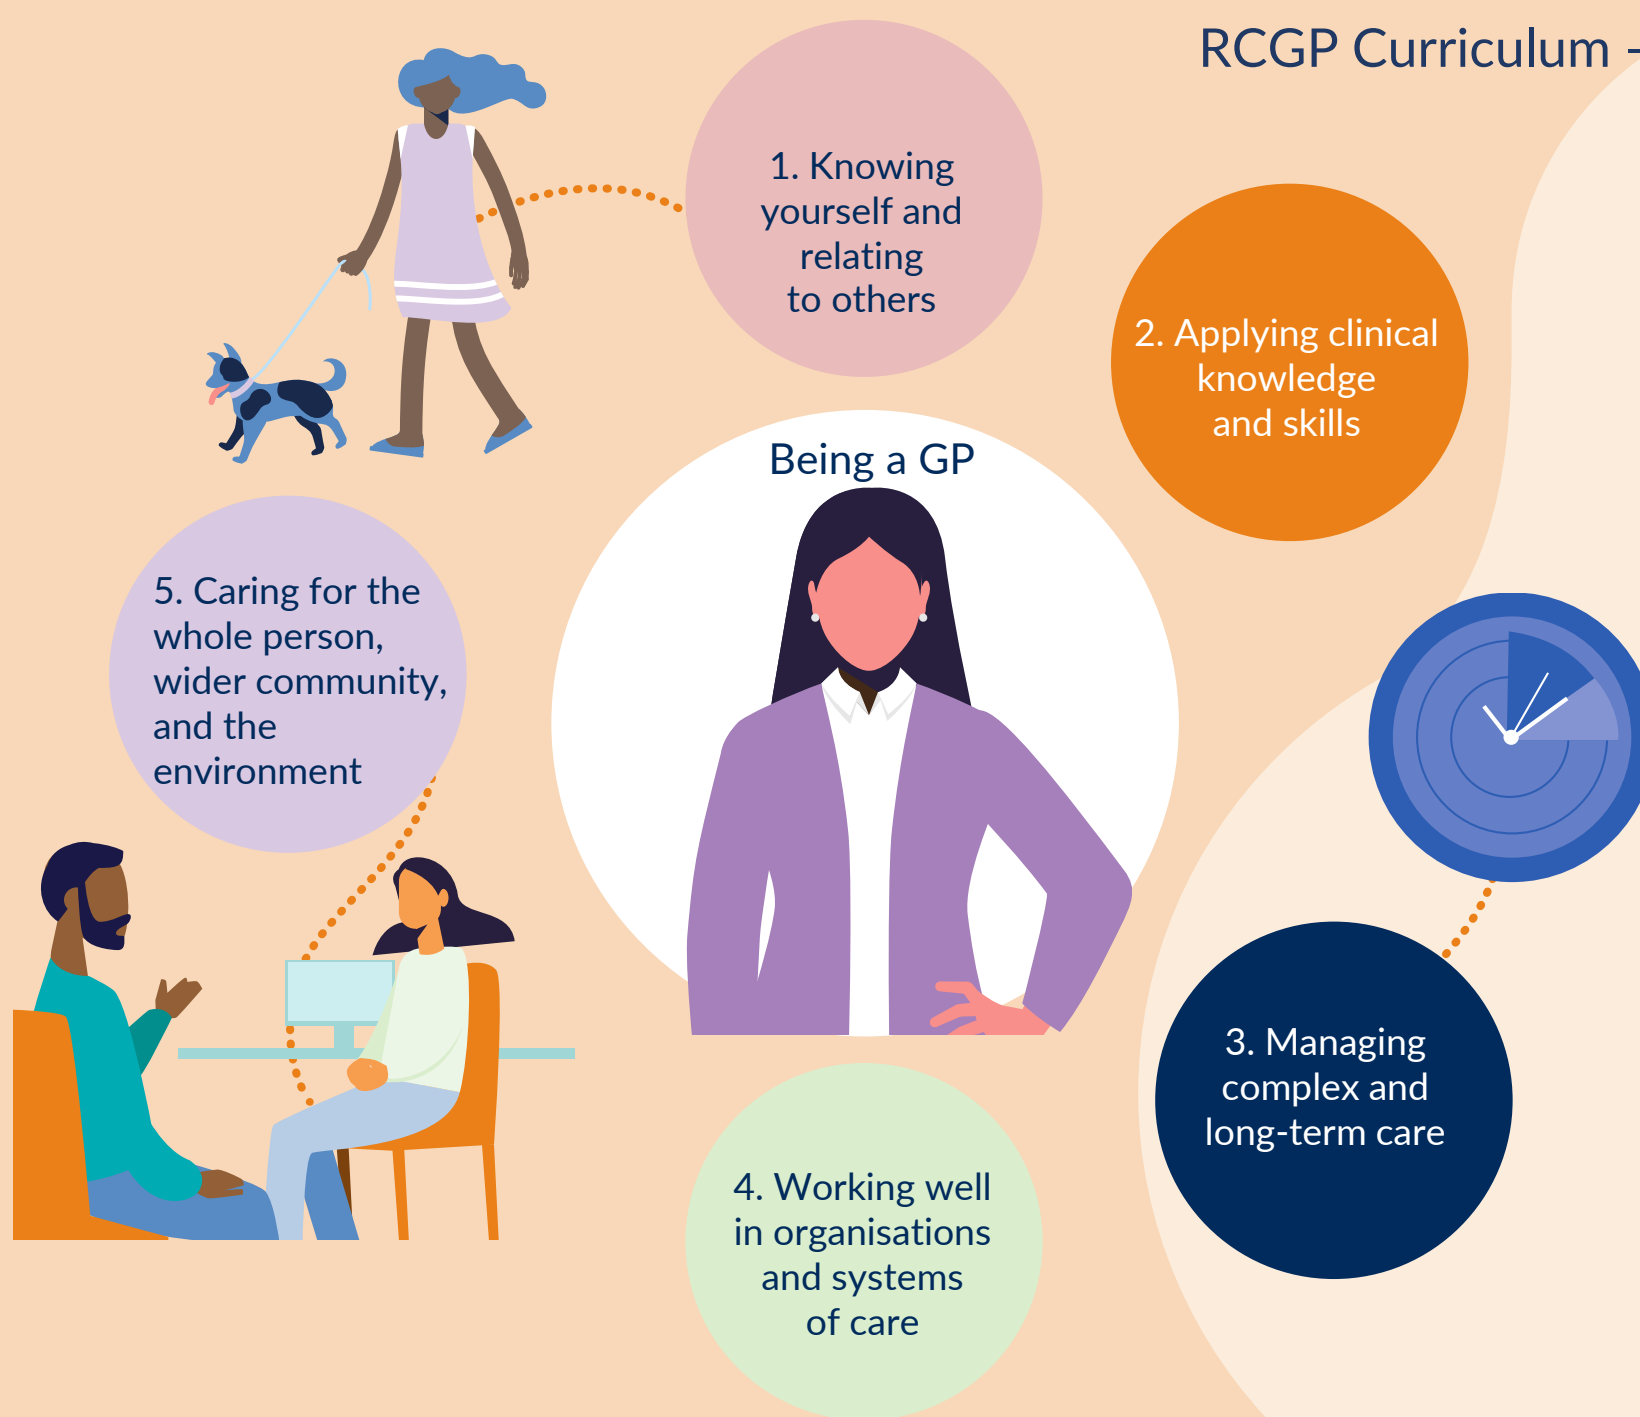 RCGP Curriculum -
1. Knowing
yourself and
relating
to others
2. Applying clinical
knowledge
and skills
Being a GP
5. Caring for the
whole person,
wider community,
and the
environment
3. Managing
complex and
long-term care
4. Working well
in organisations
and systems
of care